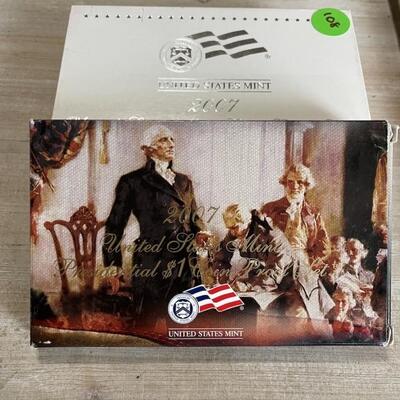 108
UNITED STATES MINT
2007
2007
United States Mint
Presidential $1 Coin Proof Set
UNITED STATES MINT